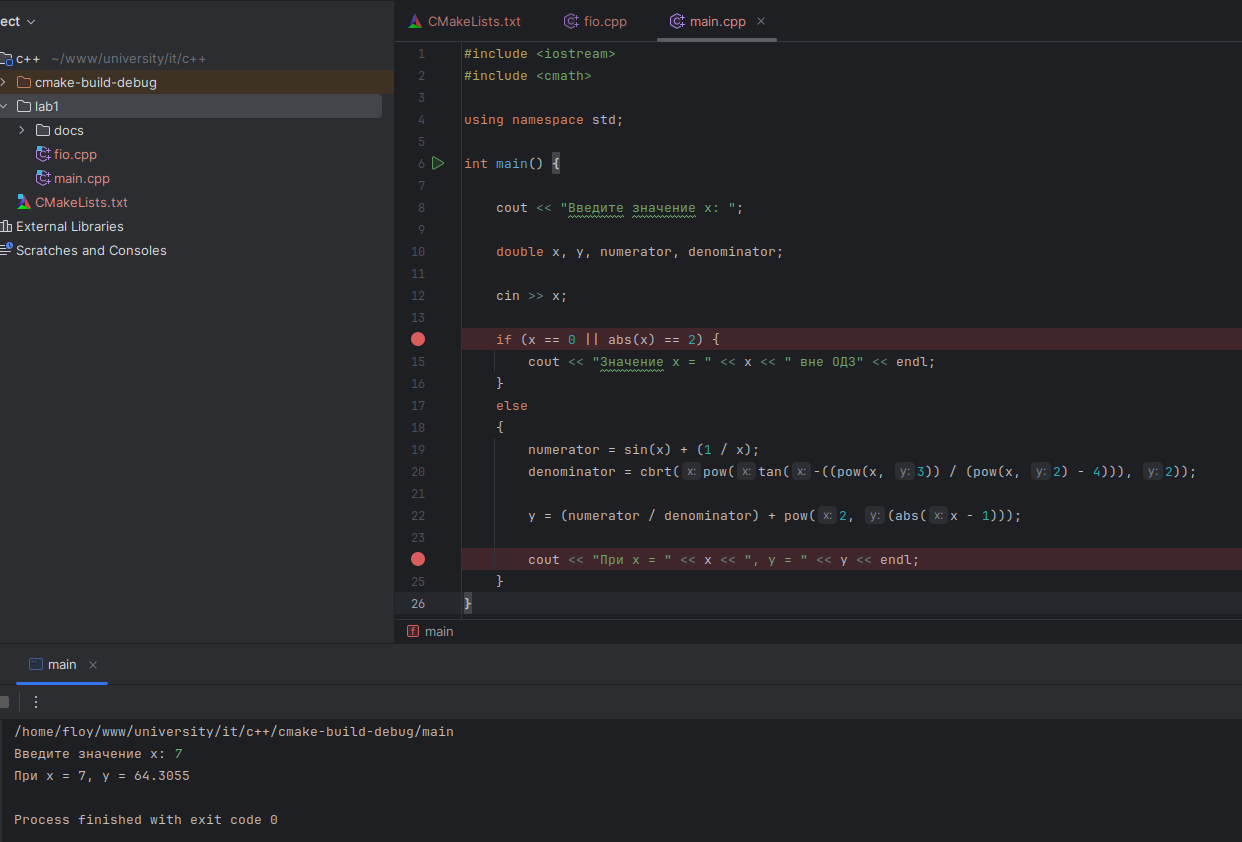 ect
c++ ~/www/university/it/c++
cmake-build-debug
lab1
docs
fio.cpp
main.cpp
CMakeLists.txt
External Libraries
Scratches and Consoles
CMakeLists.txt fio.cpp main.cpp
1 #include <iostream>
2 #include <cmath>
3
4 using namespace std;
5
6 int main() {
7
8 cout << "Введите значение x: ";
9
10 double x, y, numerator, denominator;
11
12 cin >> x;
13
if (x == 0 || abs(x) == 2) {
15 cout << "Значение x = " << x << " вне ОДЗ" << endl;
16 }
17 else
18 {
19 numerator = sin(x) + (1 / x);
20 denominator = cbrt( x: pow( x: tan( x: -((pow(x, y: 3)) / (pow(x, y: 2) - 4))), y: 2));
21
22 y = (numerator / denominator) + pow( x: 2, y: (abs( x: x - 1)));
23
cout << "При x = " << x << ", y = " << y << endl;
25 }
26 }
f main
main
/home/floy/www/university/it/c++/cmake-build-debug/main
Введите значение x: 7
При x = 7, y = 64.3055
Process finished with exit code 0